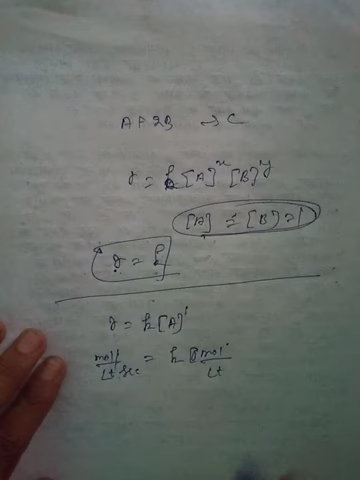 A + 2B → C
r = k [A]^x [B]^y
[A] = [B] = 1
r = k
r = k [A]^1
mol/Lt sec = k mol/Lt